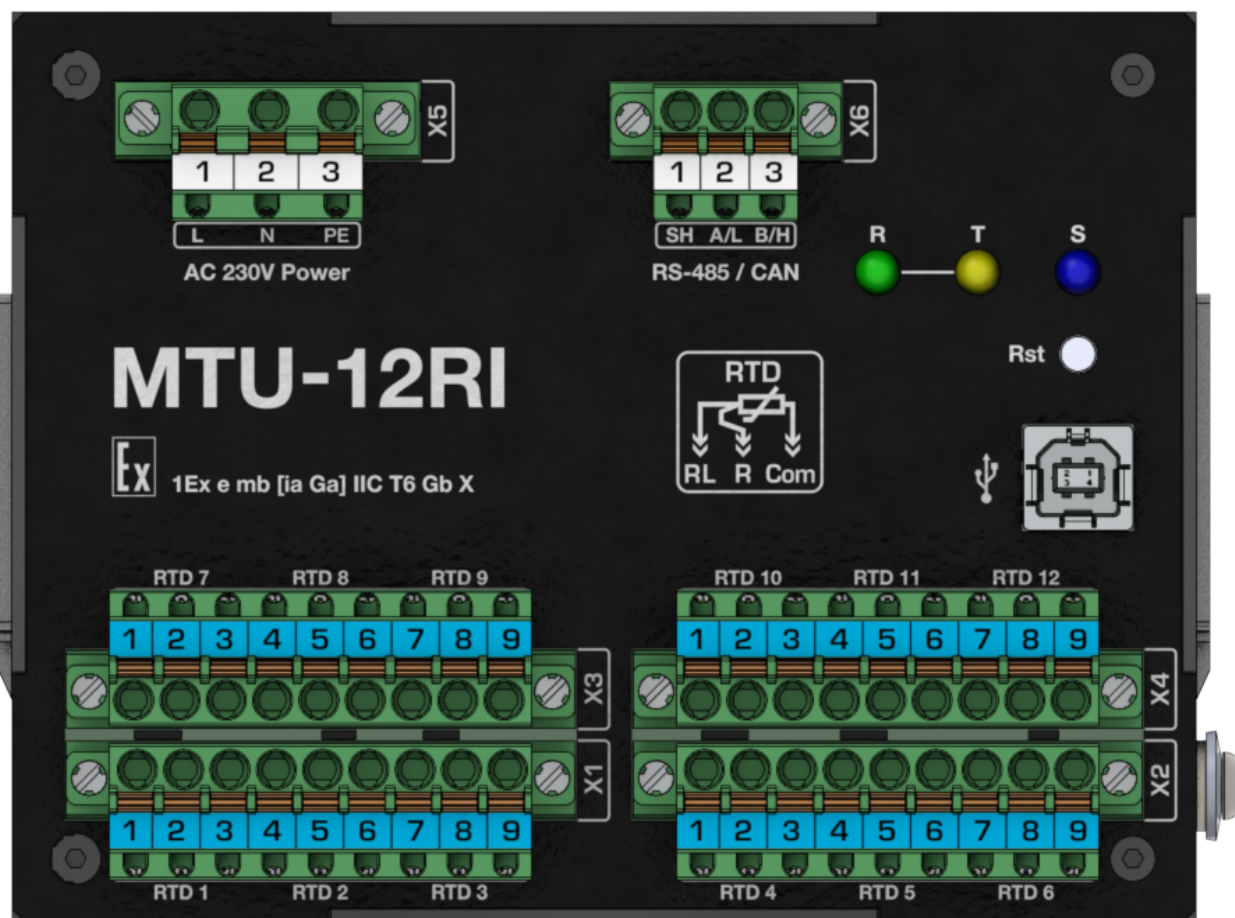 X5
X6
1 2 3
1 2 3
L N PE
SH A/L B/H
AC 230V Power
RS-485 / CAN
R T S
MTU-12RI
Rst
RTD
RL R Com
Ex 1Ex e mb [ia Ga] IIC T6 Gb X
2 1
3 4
RTD 7 RTD 8 RTD 9
RTD 10 RTD 11 RTD 12
1 2 3 4 5 6 7 8 9
1 2 3 4 5 6 7 8 9
X3
X4
X1
X2
1 2 3 4 5 6 7 8 9
1 2 3 4 5 6 7 8 9
RTD 1 RTD 2 RTD 3
RTD 4 RTD 5 RTD 6